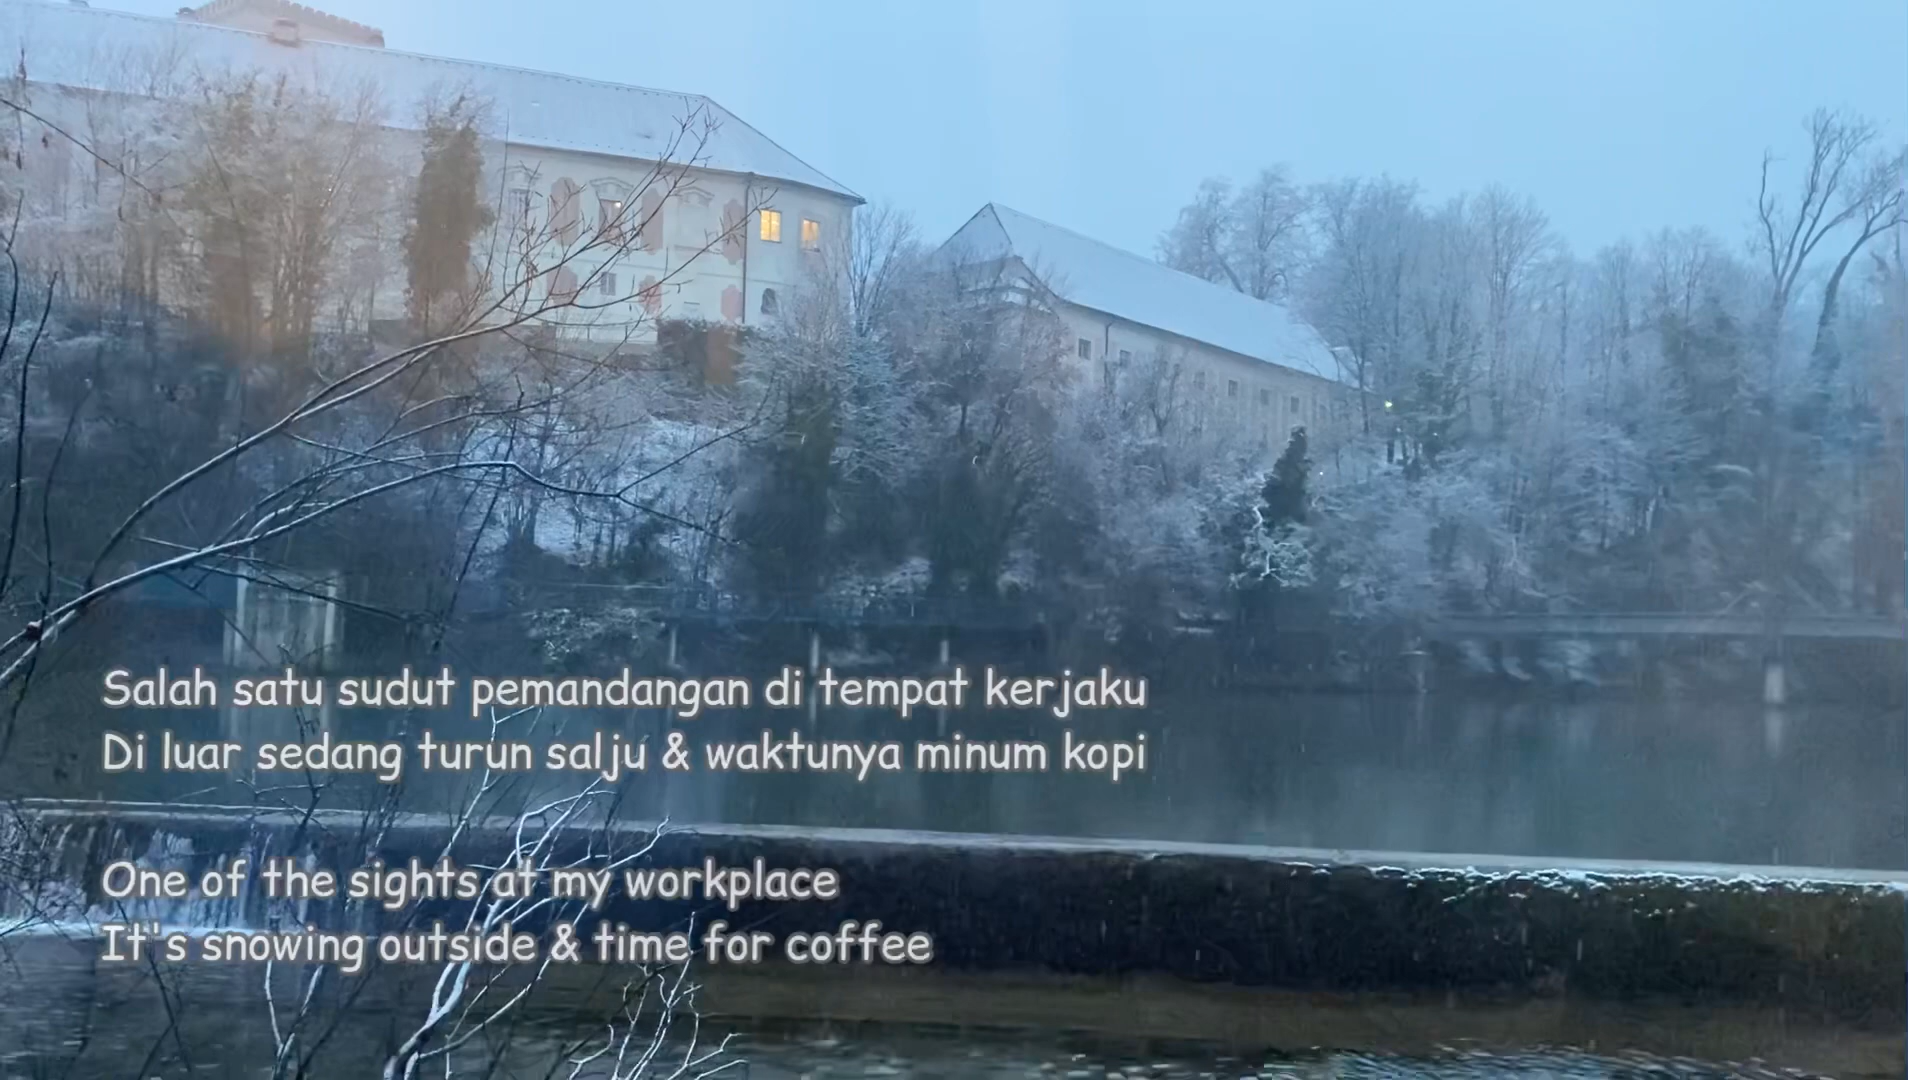 Salah satu sudut pemandangan di tempat kerjaku
Di luar sedang turun salju & waktunya minum kopi
One of the sights at my workplace
It's snowing outside & time for coffee